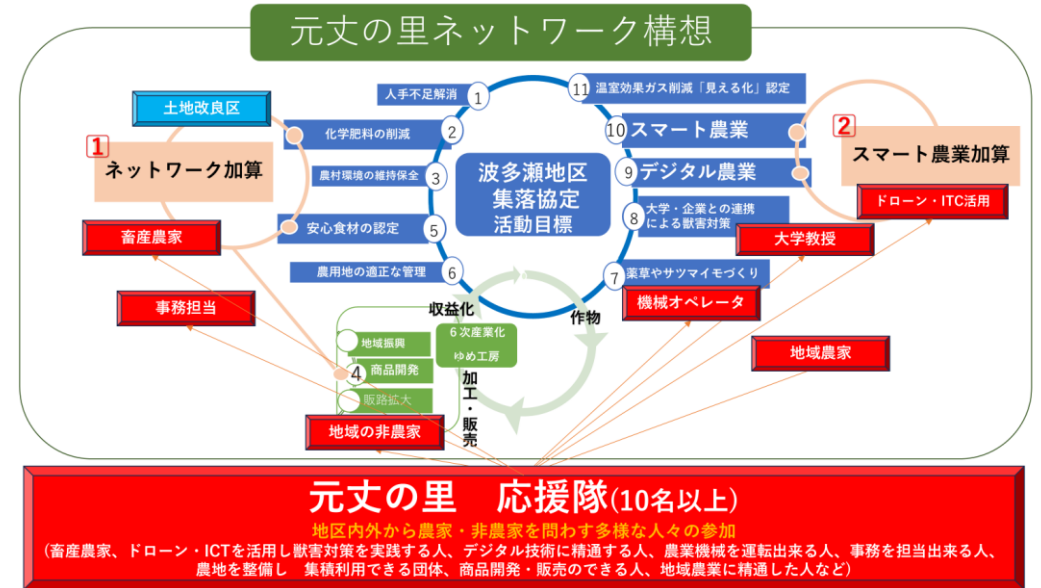 元丈の里ネットワーク構想
人手不足解消
1
11
温室効果ガス削減「見える化」認定
土地改良区
化学肥料の削減
2
10
スマート農業
1
ネットワーク加算
2
スマート農業加算
農村環境の維持保全
3
波多瀬地区
集落協定
活動目標
9
デジタル農業
ドローン・ITC活用
畜産農家
安心食材の認定
5
8
大学・企業との連携
による獣害対策
大学教授
農用地の適正な管理
6
7
薬草やサツマイモづくり
事務担当
収益化
作物
機械オペレータ
6次産業化
ゆめ工房
地域振興
4
商品開発
販路拡大
加工・販売
地域農家
地域の非農家
元丈の里 応援隊(10名以上)
地区内外から農家・非農家を問わす多様な人々の参加
(畜産農家、ドローン・ICTを活用し獣害対策を実践する人、デジタル技術に精通する人、農業機械を運転出来る人、事務を担当出来る人、
農地を整備し 集積利用できる団体、商品開発・販売のできる人、地域農業に精通した人など)